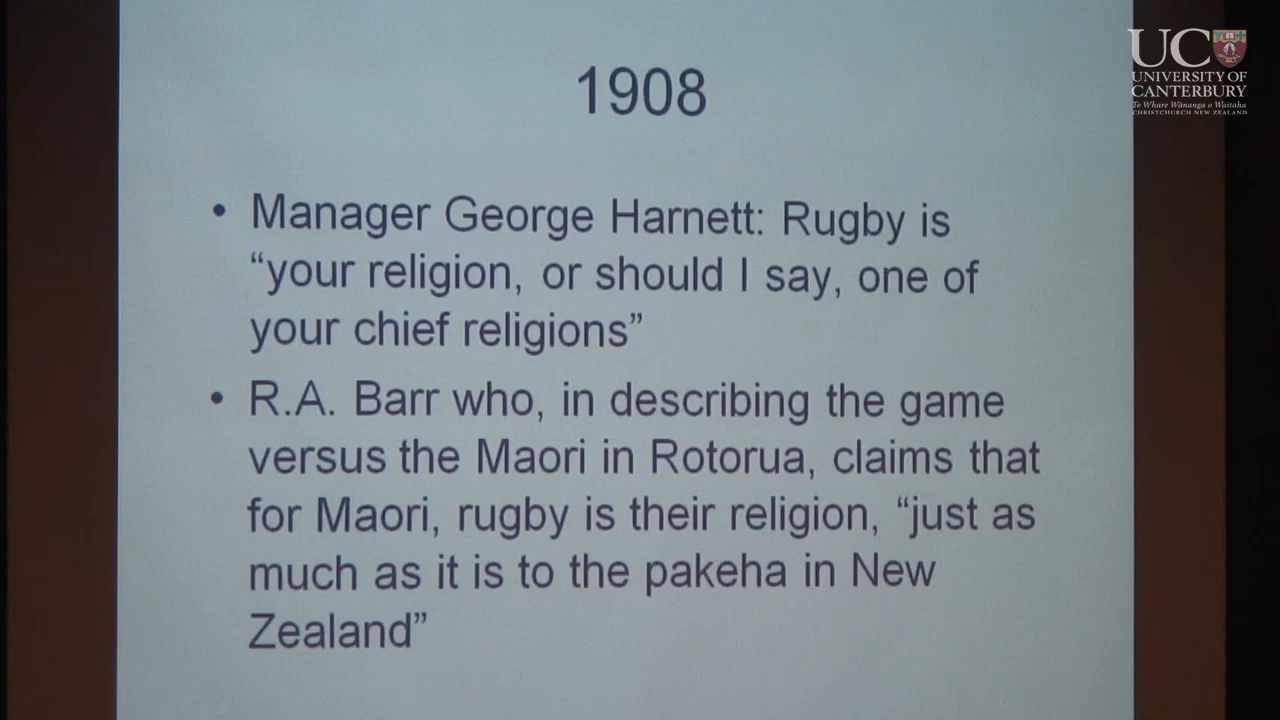 UC
UNIVERSITY OF
CANTERBURY
Te Whare Wānanga o Waitaha
CHRISTCHURCH NEW ZEALAND
1908
• Manager George Harnett: Rugby is
“your religion, or should I say, one of
your chief religions”
• R.A. Barr who, in describing the game
versus the Maori in Rotorua, claims that
for Maori, rugby is their religion, “just as
much as it is to the pakeha in New
Zealand”